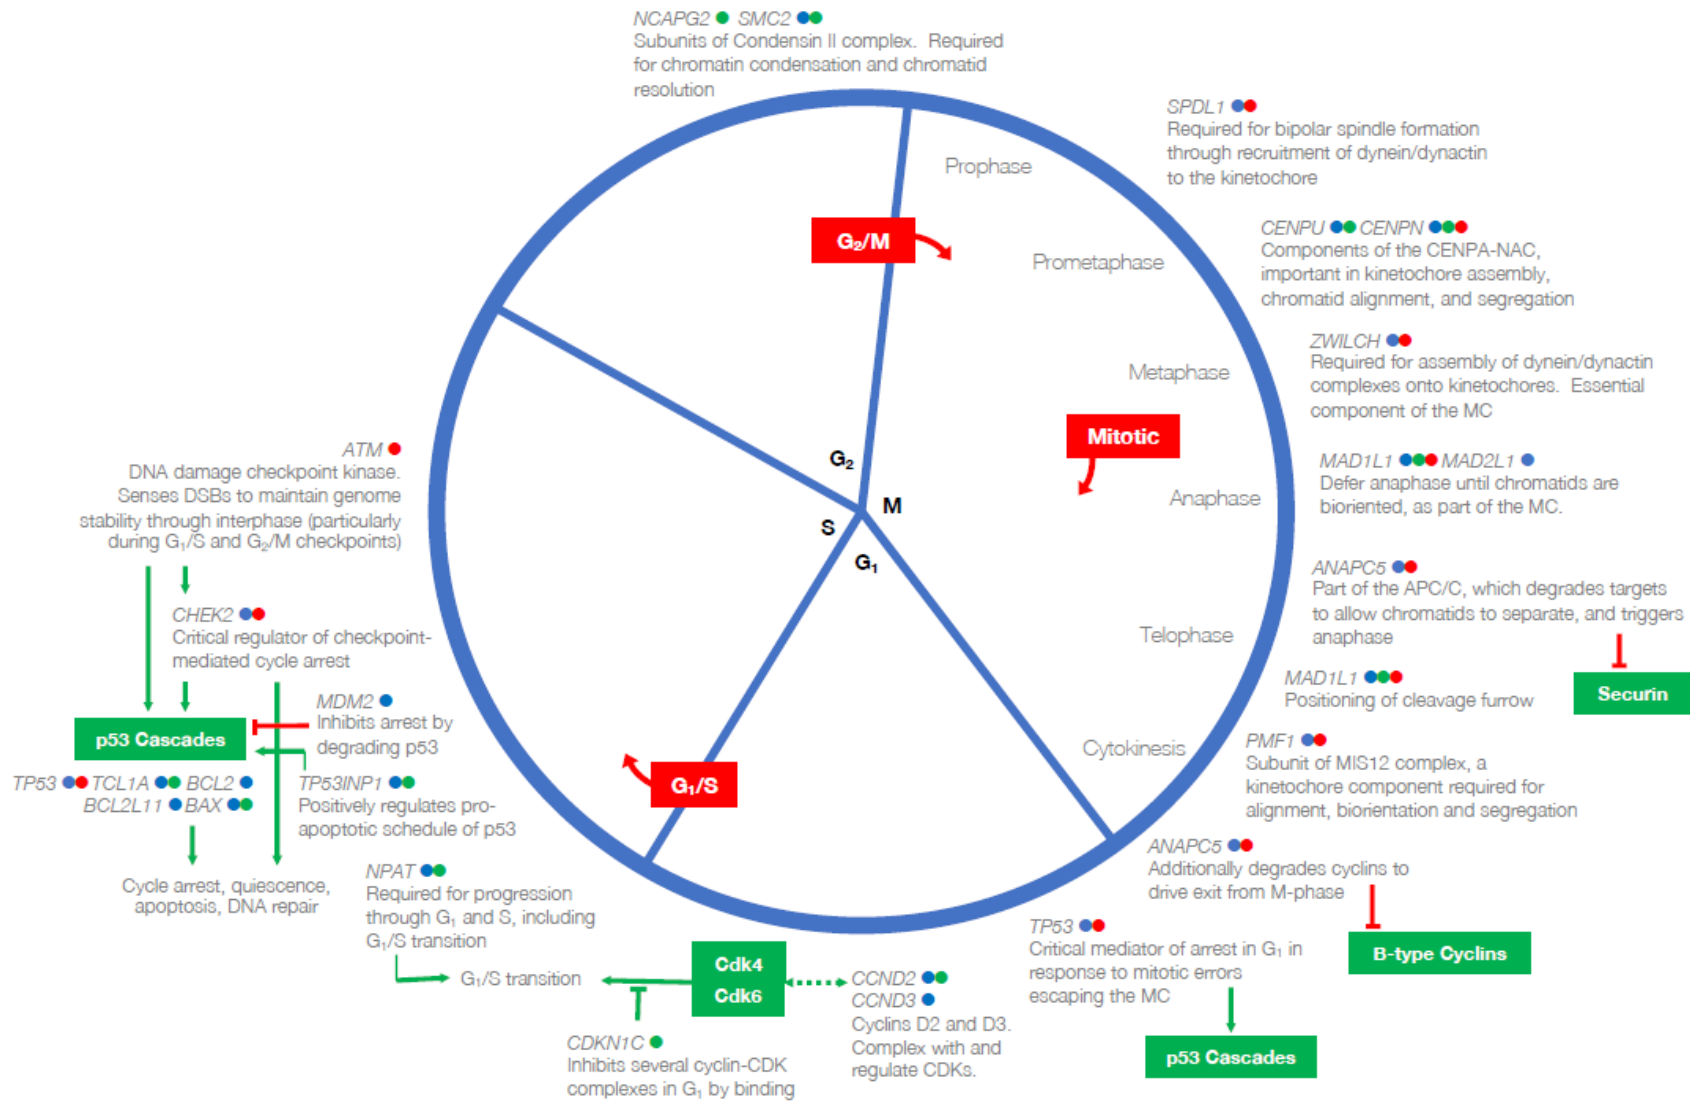 NCAPG2 SMC2
Subunits of Condensin II complex. Required
for chromatin condensation and chromatid
resolution
SPDL1
Required for bipolar spindle formation
through recruitment of dynein/dynactin
to the kinetochore
CENPU CENPN
Components of the CENPA-NAC,
important in kinetochore assembly,
chromatid alignment, and segregation
ZWILCH
Required for assembly of dynein/dynactin
complexes onto kinetochores. Essential
component of the MC
MAD1L1 MAD2L1
Defer anaphase until chromatids are
bioriented, as part of the MC.
ANAPC5
Part of the APC/C, which degrades targets
to allow chromatids to separate, and triggers
anaphase
Securin
MAD1L1
Positioning of cleavage furrow
PMF1
Subunit of MIS12 complex, a
kinetochore component required for
alignment, biorientation and segregation
ANAPC5
Additionally degrades cyclins to
drive exit from M-phase
B-type Cyclins
TP53
Critical mediator of arrest in G₁ in
response to mitotic errors
escaping the MC
p53 Cascades
Prophase
G₂/M
Prometaphase
Metaphase
Mitotic
Anaphase
Telophase
Cytokinesis
G₂
M
S
G₁
G₁/S
ATM
DNA damage checkpoint kinase.
Senses DSBs to maintain genome
stability through interphase (particularly
during G₁/S and G₂/M checkpoints)
CHEK2
Critical regulator of checkpoint-
mediated cycle arrest
MDM2
Inhibits arrest by
degrading p53
p53 Cascades
TP53 TCL1A BCL2
BCL2L11 BAX
TP53INP1
Positively regulates pro-
apoptotic schedule of p53
Cycle arrest, quiescence,
apoptosis, DNA repair
NPAT
Required for progression
through G₁ and S, including
G₁/S transition
G₁/S transition
Cdk4
Cdk6
CCND2
CCND3
Cyclins D2 and D3.
Complex with and
regulate CDKs.
CDKN1C
Inhibits several cyclin-CDK
complexes in G₁ by binding